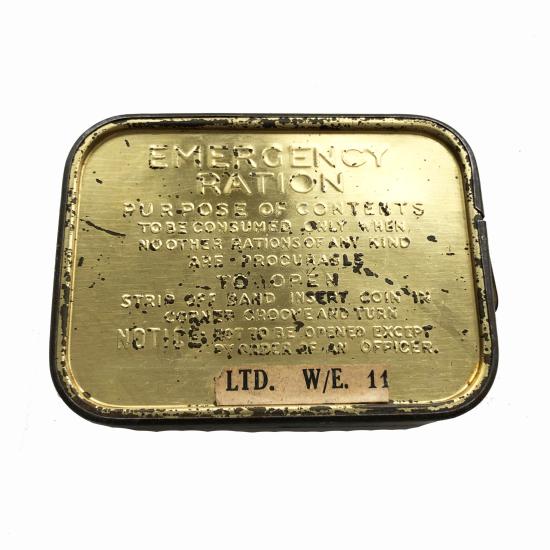 EMERGENCY
RATION
PURPOSE OF CONTENTS
TO BE CONSUMED ONLY WHEN
NO OTHER RATIONS OF ANY KIND
ARE PROCURABLE
TO OPEN
STRIP OFF BAND INSERT COIN IN
CORNER GROOVE AND TURN
NOTICE: NOT TO BE OPENED EXCEPT
BY ORDER OF AN OFFICER.
LTD. W/E. 11